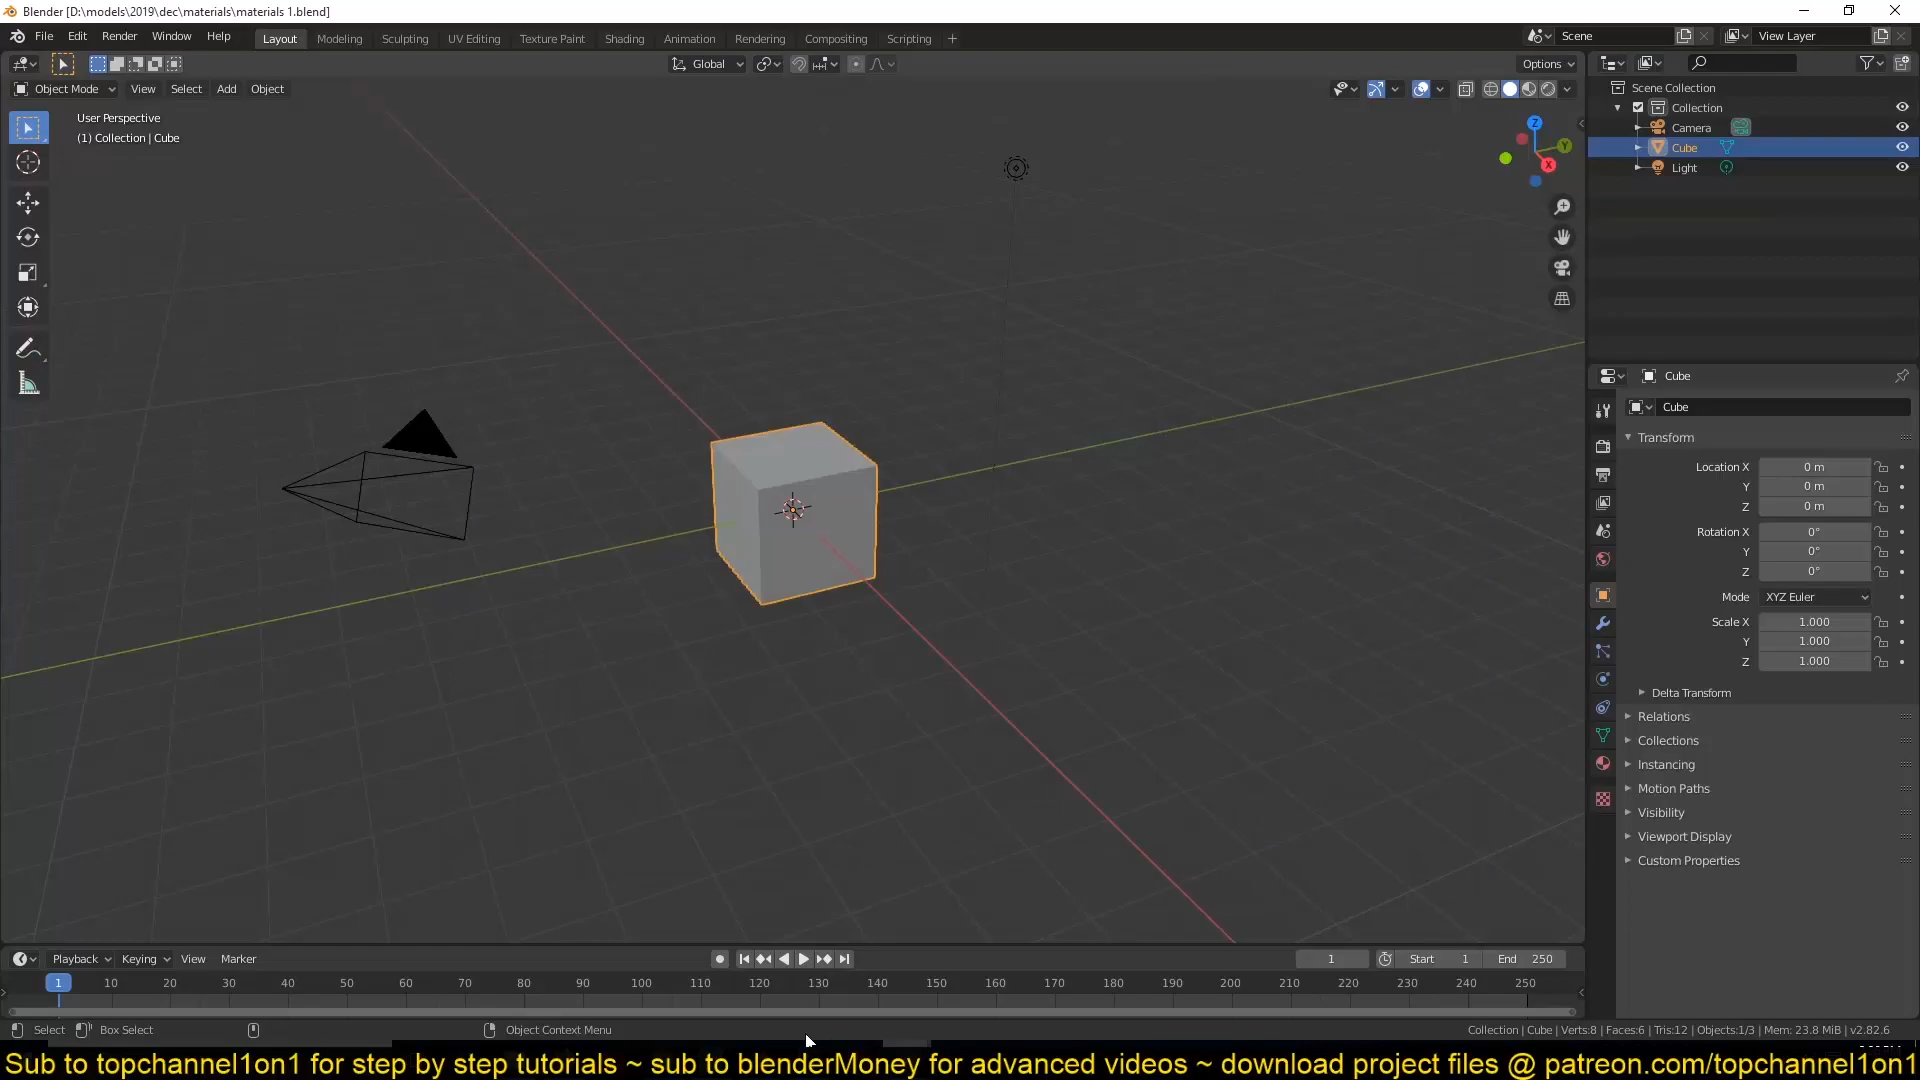 Blender [D:\models\2019\dec\materials\materials 1.blend]
File Edit Render Window Help Layout Modeling Sculpting UV Editing Texture Paint Shading Animation Rendering Compositing Scripting + Scene View Layer
Global Options
Object Mode View Select Add Object
User Perspective
(1) Collection | Cube
Z
Y
X
Scene Collection
Collection
Camera
Cube
Light
Cube
Cube
Transform
Location X 0 m
Y 0 m
Z 0 m
Rotation X 0°
Y 0°
Z 0°
Mode XYZ Euler
Scale X 1.000
Y 1.000
Z 1.000
Delta Transform
Relations
Collections
Instancing
Motion Paths
Visibility
Viewport Display
Custom Properties
Playback Keying View Marker 1 Start 1 End 250
1 10 20 30 40 50 60 70 80 90 100 110 120 130 140 150 160 170 180 190 200 210 220 230 240 250
Select Box Select Object Context Menu Collection | Cube | Verts:8 | Faces:6 | Tris:12 | Objects:1/3 | Mem: 23.8 MiB | v2.82.6
Sub to topchannel1on1 for step by step tutorials ~ sub to blenderMoney for advanced videos ~ download project files @ patreon.com/topchannel1on1